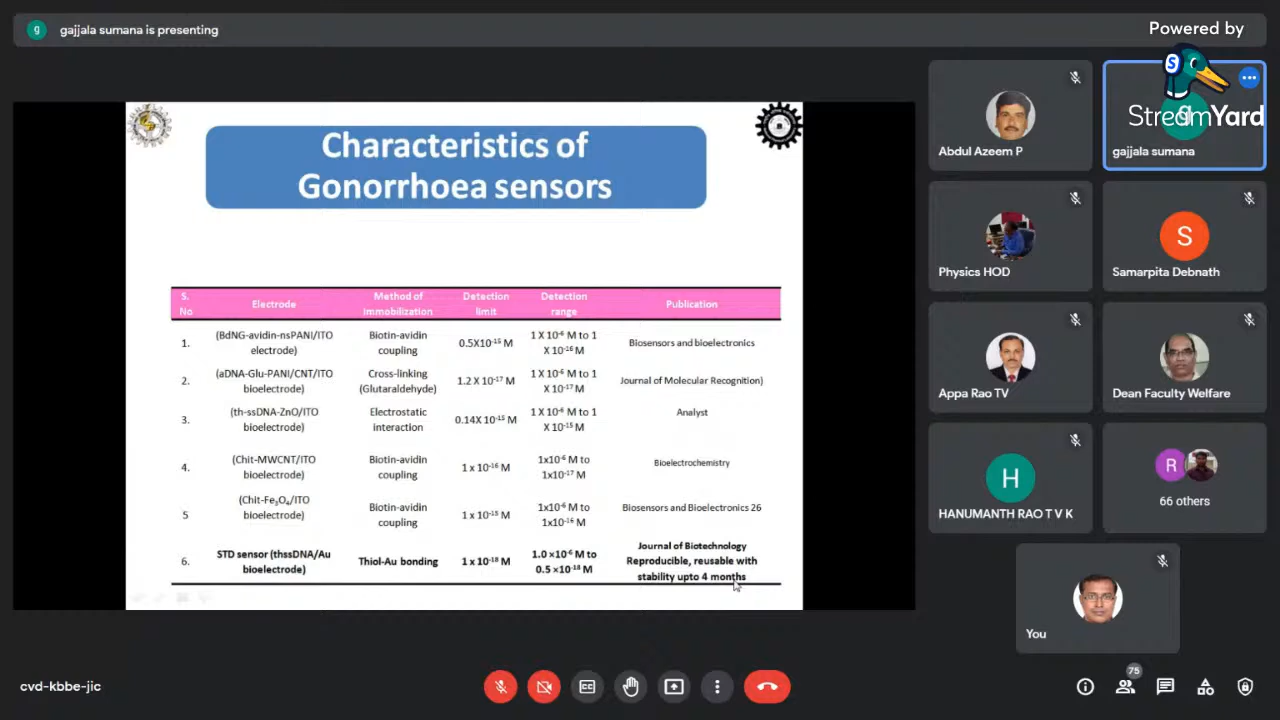 g gajjala sumana is presenting
Powered by
StreamYard
Characteristics of
Gonorrhoea sensors
S. No Electrode Method of immobilization Detection limit Detection range Publication
1. (BdNG-avidin-nsPANI/ITO electrode) Biotin-avidin coupling 0.5X10⁻¹⁵ M 1 X 10⁻⁶ M to 1 X 10⁻¹⁶ M Biosensors and bioelectronics
2. (aDNA-Glu-PANI/CNT/ITO bioelectrode) Cross-linking (Glutaraldehyde) 1.2 X 10⁻¹⁷ M 1 X 10⁻⁶ M to 1 X 10⁻¹⁷ M Journal of Molecular Recognition)
3. (th-ssDNA-ZnO/ITO bioelectrode) Electrostatic interaction 0.14X 10⁻¹⁵ M 1 X 10⁻⁶ M to 1 X 10⁻¹⁵ M Analyst
4. (Chit-MWCNT/ITO bioelectrode) Biotin-avidin coupling 1 x 10⁻¹⁶ M 1x10⁻⁶ M to 1x10⁻¹⁷ M Bioelectrochemistry
5 (Chit-Fe₃O₄/ITO bioelectrode) Biotin-avidin coupling 1 x 10⁻¹⁵ M 1x10⁻⁶ M to 1x10⁻¹⁶ M Biosensors and Bioelectronics 26
6. STD sensor (thssDNA/Au bioelectrode) Thiol-Au bonding 1 x 10⁻¹⁸ M 1.0 ×10⁻⁶ M to 0.5 ×10⁻¹⁸ M Journal of Biotechnology Reproducible, reusable with stability upto 4 months
Abdul Azeem P
gajjala sumana
Physics HOD
S
Samarpita Debnath
Appa Rao TV
Dean Faculty Welfare
H
HANUMANTH RAO T V K
R
66 others
You
cvd-kbbe-jic
75